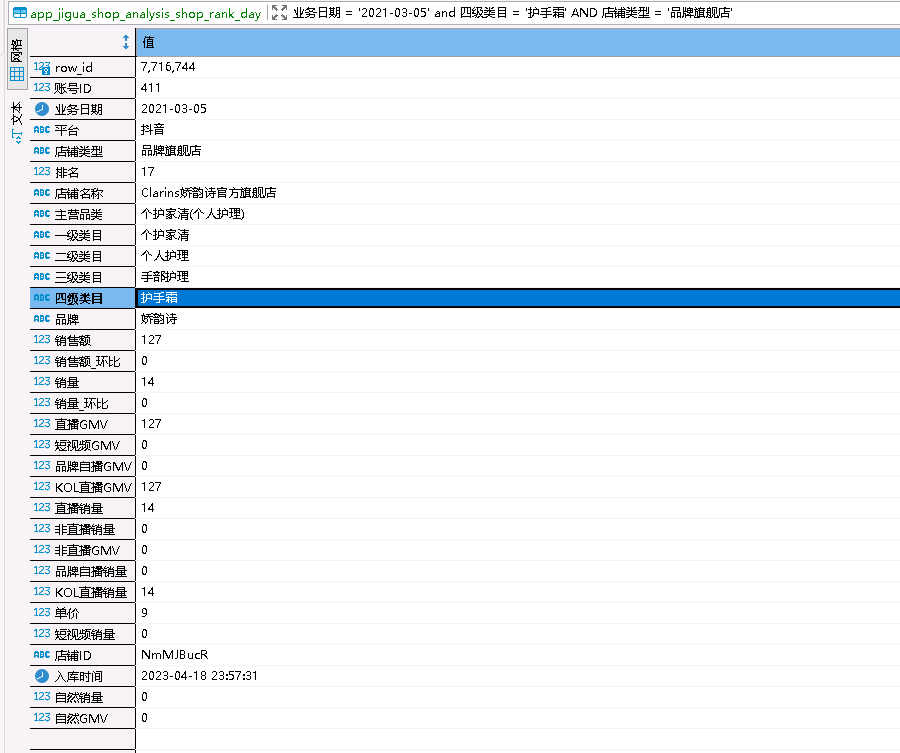 app_jigua_shop_analysis_shop_rank_day 业务日期 = '2021-03-05' and 四级类目 = '护手霜' AND 店铺类型 = '品牌旗舰店'
网格
文本
值
123 row_id 7,716,744
123 账号ID 411
业务日期 2021-03-05
ABC 平台 抖音
ABC 店铺类型 品牌旗舰店
123 排名 17
ABC 店铺名称 Clarins娇韵诗官方旗舰店
ABC 主营品类 个护家清(个人护理)
ABC 一级类目 个护家清
ABC 二级类目 个人护理
ABC 三级类目 手部护理
ABC 四级类目 护手霜
ABC 品牌 娇韵诗
123 销售额 127
123 销售额_环比 0
123 销量 14
123 销量_环比 0
123 直播GMV 127
123 短视频GMV 0
123 品牌自播GMV 0
123 KOL直播GMV 127
123 直播销量 14
123 非直播销量 0
123 非直播GMV 0
123 品牌自播销量 0
123 KOL直播销量 14
123 单价 9
123 短视频销量 0
ABC 店铺ID NmMJBucR
入库时间 2023-04-18 23:57:31
123 自然销量 0
123 自然GMV 0